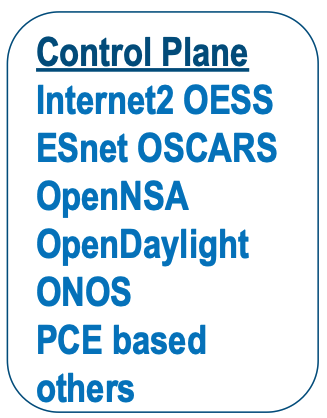 Control Plane
Internet2 OESS
ESnet OSCARS
OpenNSA
OpenDaylight
ONOS
PCE based
others